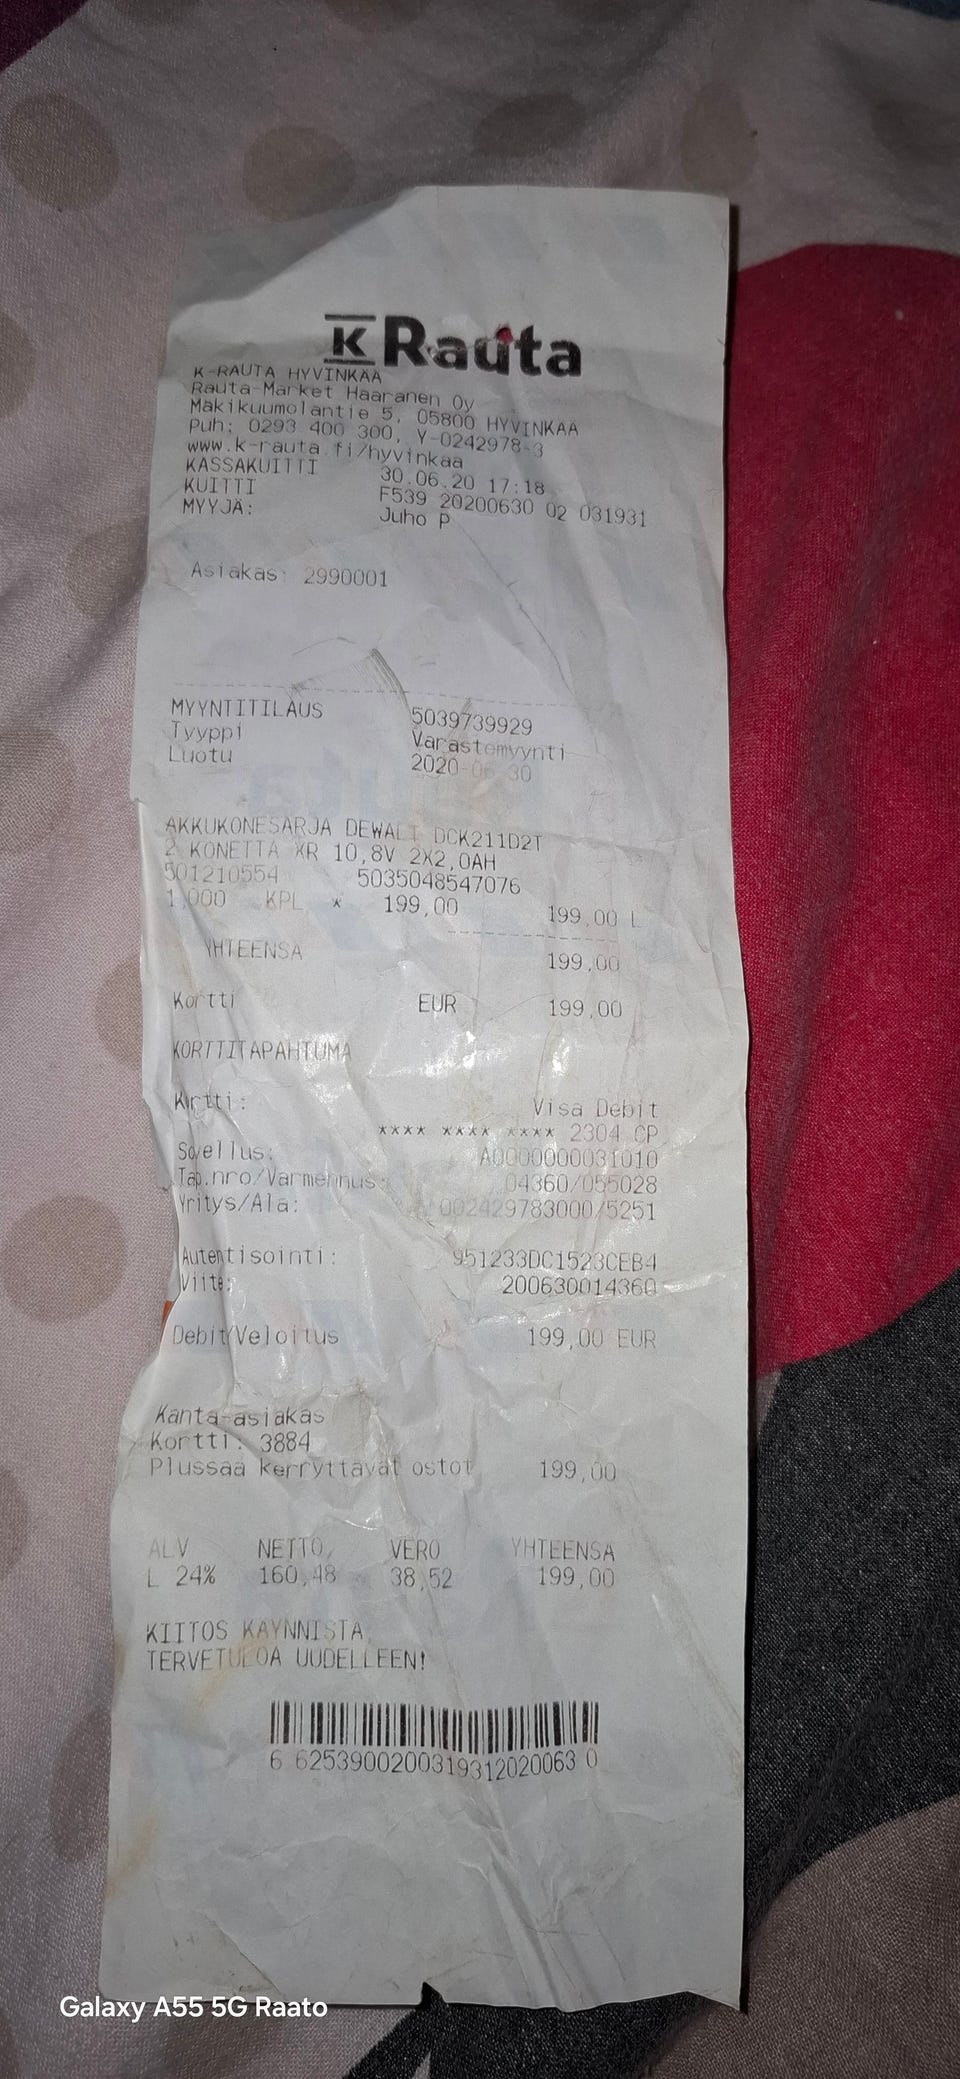 K Rauta
K-RAUTA HYVINKAA
Rauta-Market Haaranen Oy
Makikuumolantie 5, 05800 HYVINKAA
Puh: 0293 400 300, Y-0242978-3
www.k-rauta.fi/hyvinkaa
KASSAKUITTI 30.06.20 17:18
KUITTI F539 20200630 02 031931
MYYJÄ: Juho P
Asiakas: 2990001
MYYNTITILAUS 5039739929
Tyyppi Varastomyynti
Luotu 2020-06-30
AKKUKONESARJA DEWALT DCK211D2T
2 KONETTA XR 10,8V 2X2,0AH
501210554 5035048547076
1,000 KPL * 199,00 199,00 L
YHTEENSA 199,00
Kortti EUR 199,00
KORTTITAPAHTUMA
Kortti: Visa Debit
**** **** **** 2304 CP
Sovellus: A0000000031010
Tap.nro/Varmennus: 04360/055028
Yritys/Ala: 002429783000/5251
Autentisointi: 951233DC1523CEB4
Viite: 200630014360
Debit/Veloitus 199,00 EUR
Kanta-asiakas
Kortti: 3884
Plussaa kerryttävät ostot 199,00
ALV NETTO, VERO YHTEENSA
L 24% 160,48 38,52 199,00
KIITOS KAYNNISTA
TERVETULOA UUDELLEEN!
6 62539002003193120200630
Galaxy A55 5G Raato